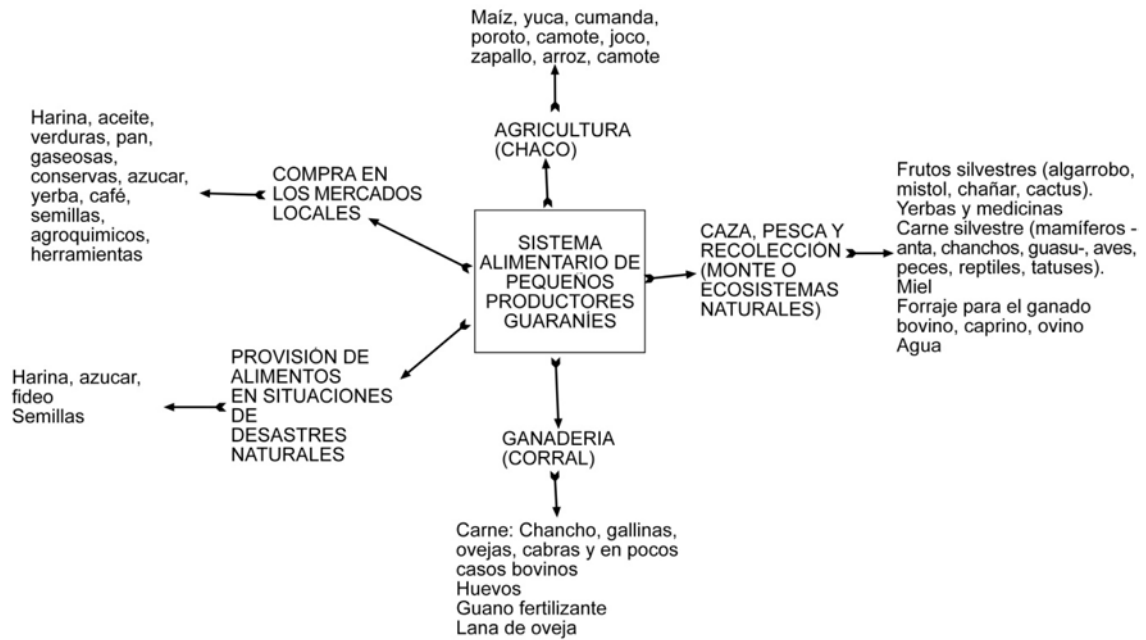 Maíz, yuca, cumanda,
poroto, camote, joco,
zapallo, arroz, camote
AGRICULTURA
(CHACO)
Harina, aceite,
verduras, pan,
gaseosas,
conservas, azucar,
yerba, café,
semillas,
agroquimicos,
herramientas
COMPRA EN
LOS MERCADOS
LOCALES
SISTEMA
ALIMENTARIO DE
PEQUEÑOS
PRODUCTORES
GUARANÍES
CAZA, PESCA Y
RECOLECCIÓN
(MONTE O
ECOSISTEMAS
NATURALES)
Frutos silvestres (algarrobo,
mistol, chañar, cactus).
Yerbas y medicinas
Carne silvestre (mamíferos -
anta, chanchos, guasu-, aves,
peces, reptiles, tatuses).
Miel
Forraje para el ganado
bovino, caprino, ovino
Agua
PROVISIÓN DE
ALIMENTOS
EN SITUACIONES
DE
DESASTRES
NATURALES
Harina, azucar,
fideo
Semillas
GANADERIA
(CORRAL)
Carne: Chancho, gallinas,
ovejas, cabras y en pocos
casos bovinos
Huevos
Guano fertilizante
Lana de oveja